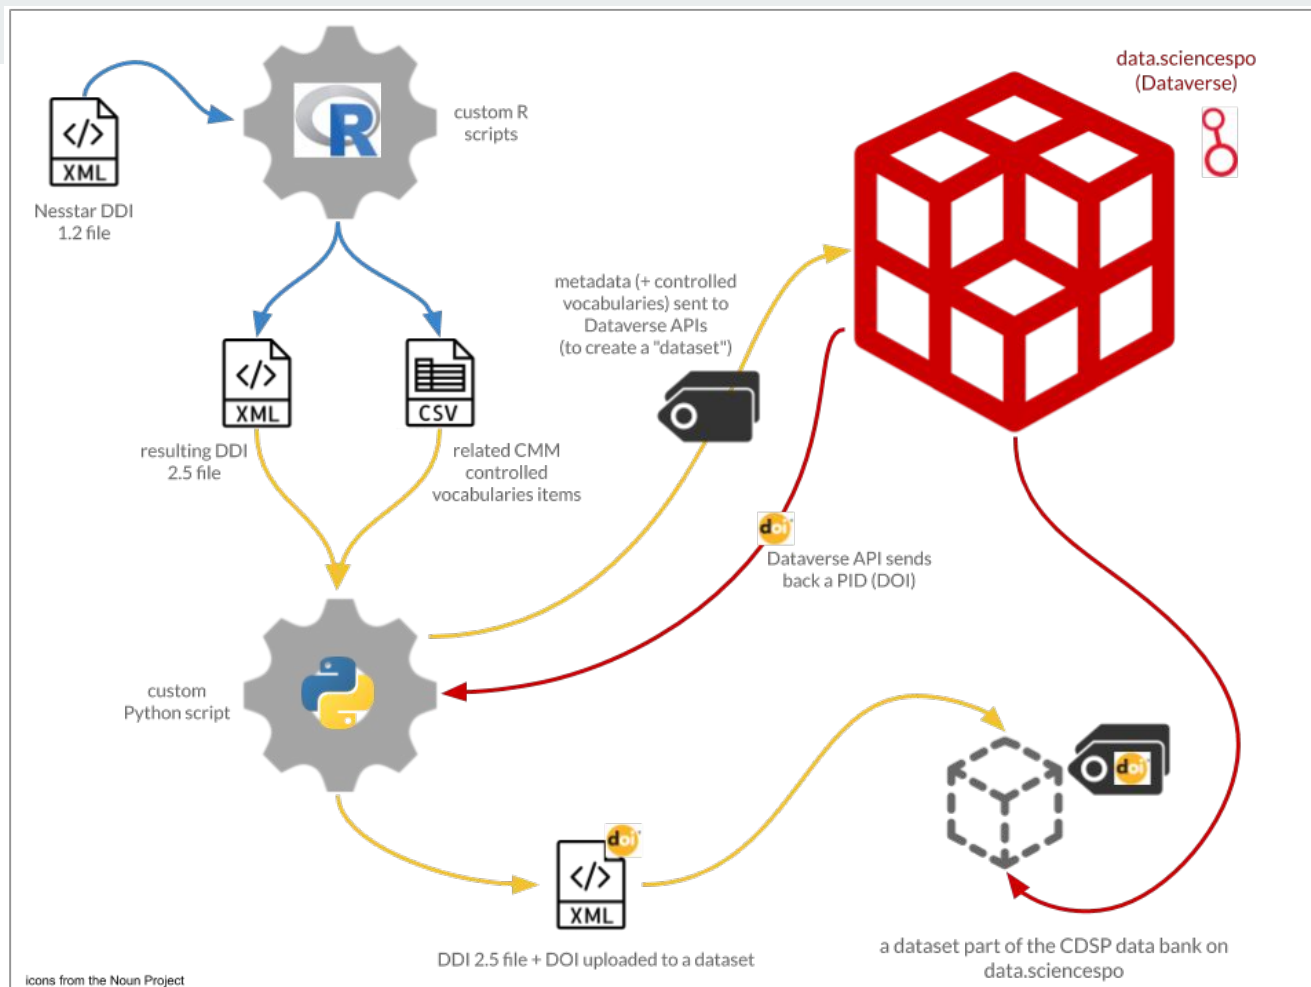 data.sciencespo
(Dataverse)
custom R
scripts
XML
Nesstar DDI
1.2 file
R
metadata (+ controlled
vocabularies) sent to
Dataverse APIs
(to create a "dataset")
XML
CSV
resulting DDI
2.5 file
related CMM
controlled
vocabularies items
doi
Dataverse API sends
back a PID (DOI)
custom
Python script
doi
doi
XML
DDI 2.5 file + DOI uploaded to a dataset
a dataset part of the CDSP data bank on
data.sciencespo
icons from the Noun Project